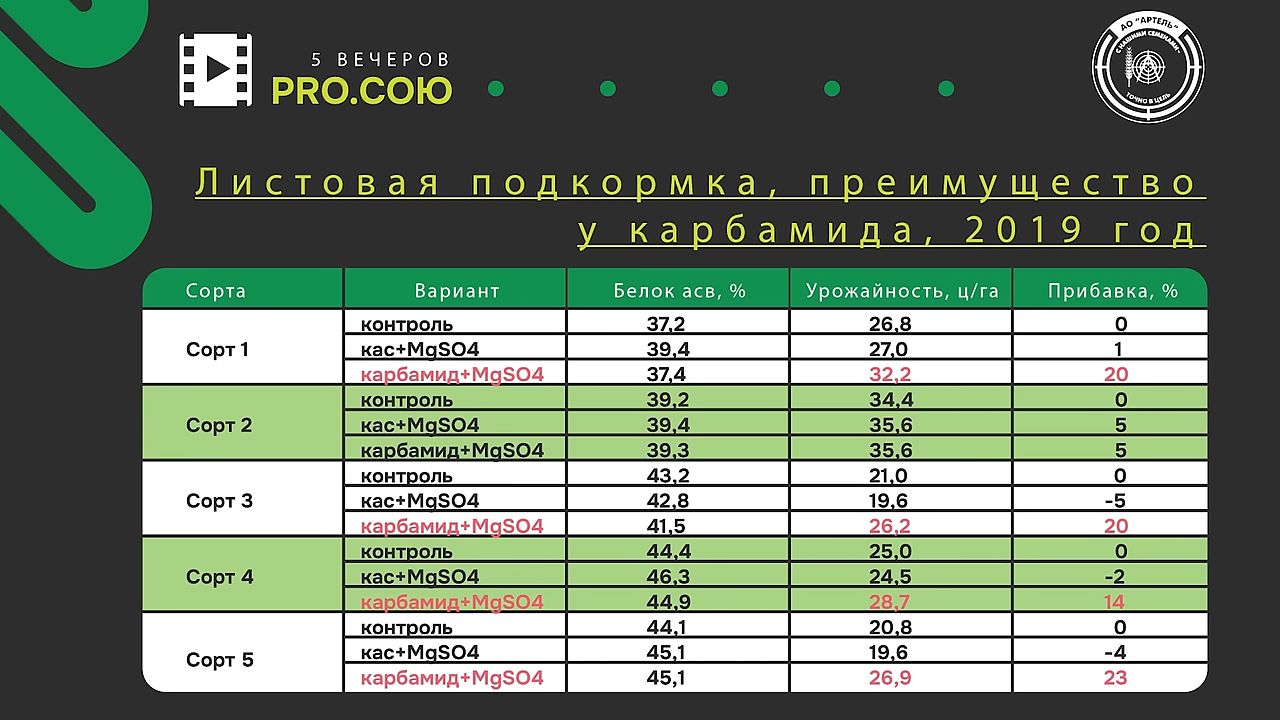 5 ВЕЧЕРОВ
PRO.СОЮ
АО "АРТЕЛЬ"
С НАШИМИ СЕМЕНАМИ-
ТОЧНО В ЦЕЛЬ
Листовая подкормка, преимущество
у карбамида, 2019 год
Сорта Вариант Белок асв, % Урожайность, ц/га Прибавка, %
контроль 37,2 26,8 0
Сорт 1 кас+MgSO4 39,4 27,0 1
карбамид+MgSO4 37,4 32,2 20
контроль 39,2 34,4 0
Сорт 2 кас+MgSO4 39,4 35,6 5
карбамид+MgSO4 39,3 35,6 5
контроль 43,2 21,0 0
Сорт 3 кас+MgSO4 42,8 19,6 -5
карбамид+MgSO4 41,5 26,2 20
контроль 44,4 25,0 0
Сорт 4 кас+MgSO4 46,3 24,5 -2
карбамид+MgSO4 44,9 28,7 14
контроль 44,1 20,8 0
Сорт 5 кас+MgSO4 45,1 19,6 -4
карбамид+MgSO4 45,1 26,9 23